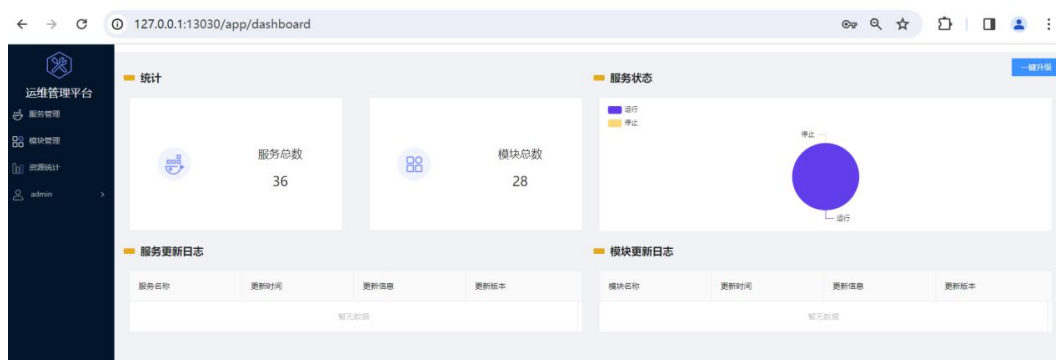 127.0.0.1:13030/app/dashboard
运维管理平台
服务管理
模块管理
资源统计
admin
一键升级
统计
服务总数
36
模块总数
28
服务状态
运行
停止
停止
运行
服务更新日志
服务名称 更新时间 更新信息 更新版本
暂无数据
模块更新日志
模块名称 更新时间 更新信息 更新版本
暂无数据